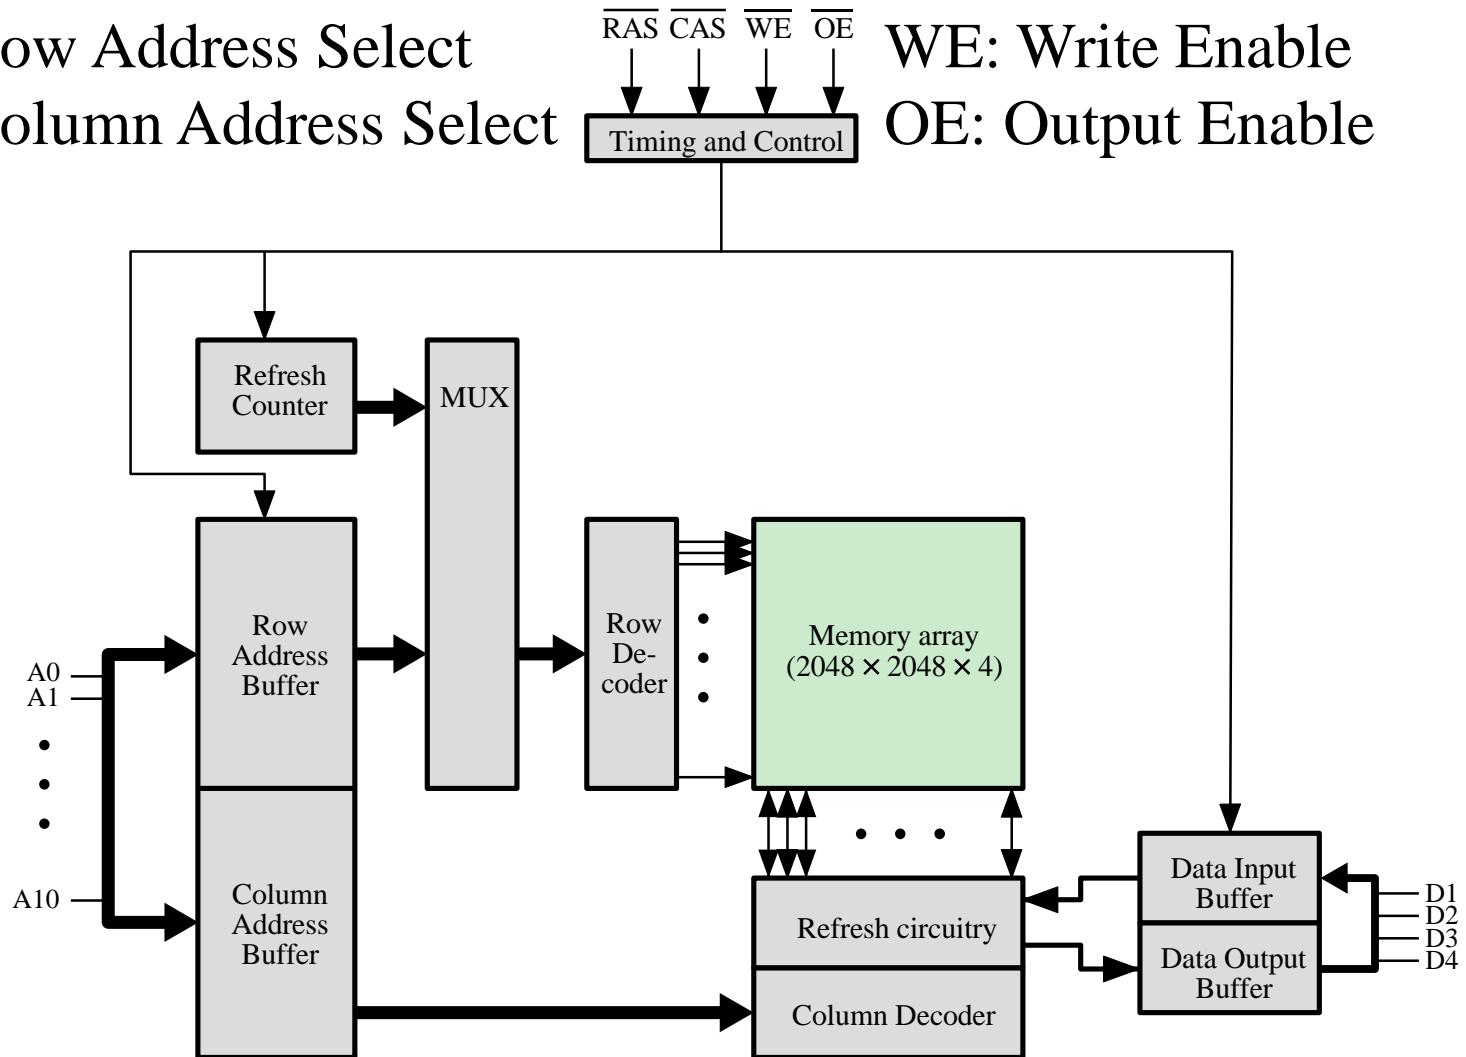 ow Address Select
olumn Address Select
RAS CAS WE OE
WE: Write Enable
OE: Output Enable
Timing and Control
Refresh
Counter
MUX
Row
Address
Buffer
Row
De-
coder
Memory array
(2048 × 2048 × 4)
A0
A1
A10
Column
Address
Buffer
Refresh circuitry
Column Decoder
Data Input
Buffer
Data Output
Buffer
D1
D2
D3
D4